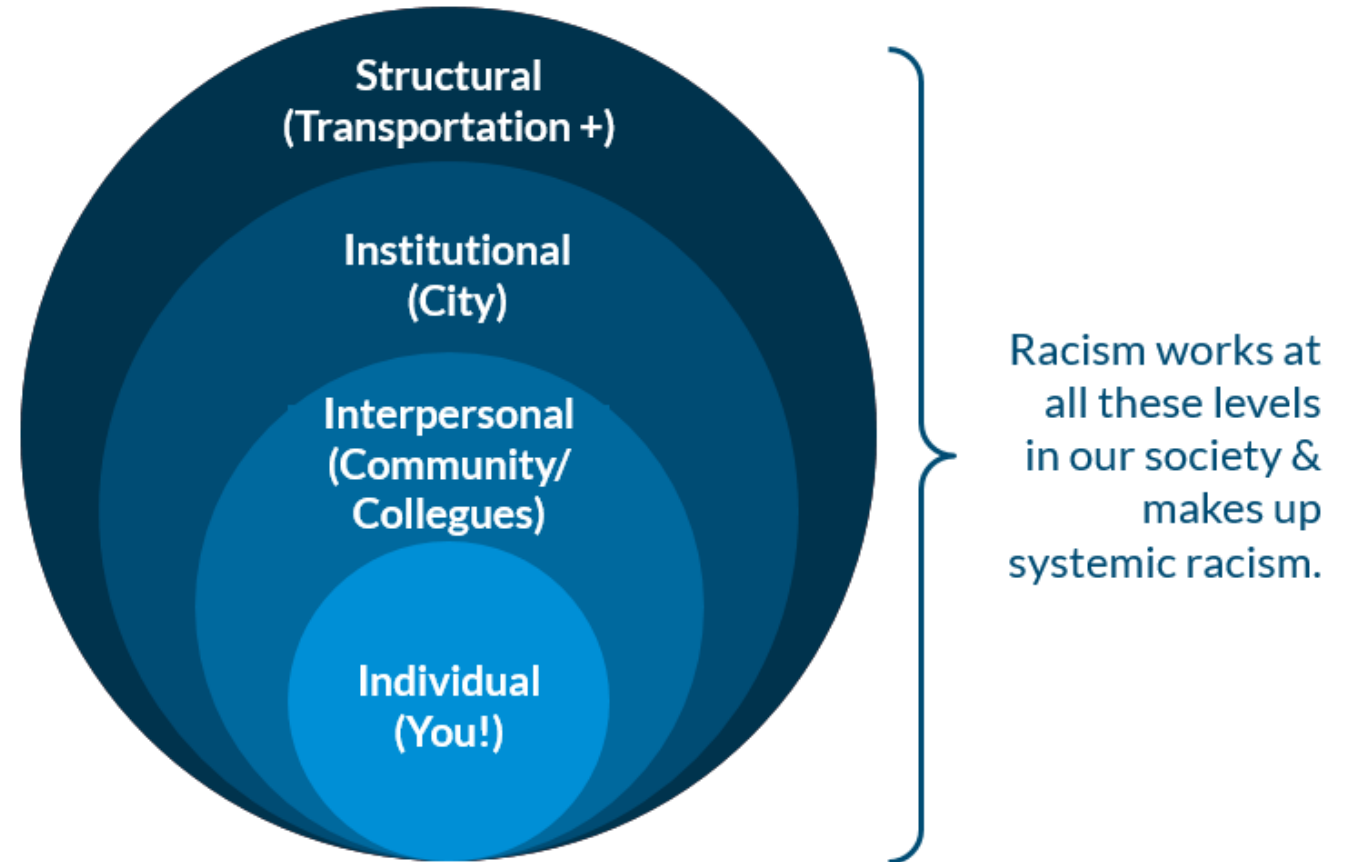 Structural
(Transportation +)
Institutional
(City)
Interpersonal
(Community/
Collegues)
Individual
(You!)
Racism works at
all these levels
in our society &
makes up
systemic racism.